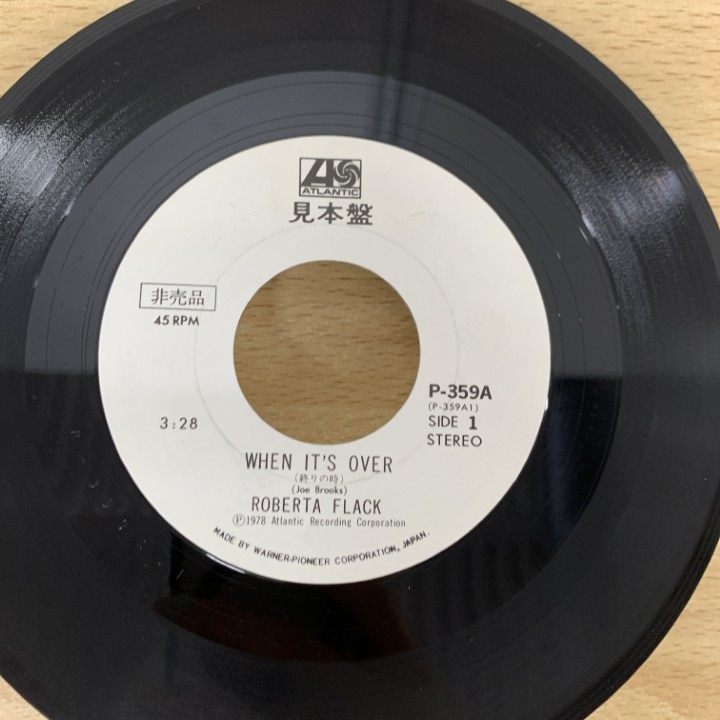 ATLANTIC
見本盤
非売品
45 RPM
P-359A
(P-359A1)
3:28
SIDE 1
STEREO
WHEN IT'S OVER
(終りの時)
(Joe Brooks)
ROBERTA FLACK
Ⓟ1978 Atlantic Recording Corporation
MADE BY WARNER-PIONEER CORPORATION, JAPAN.